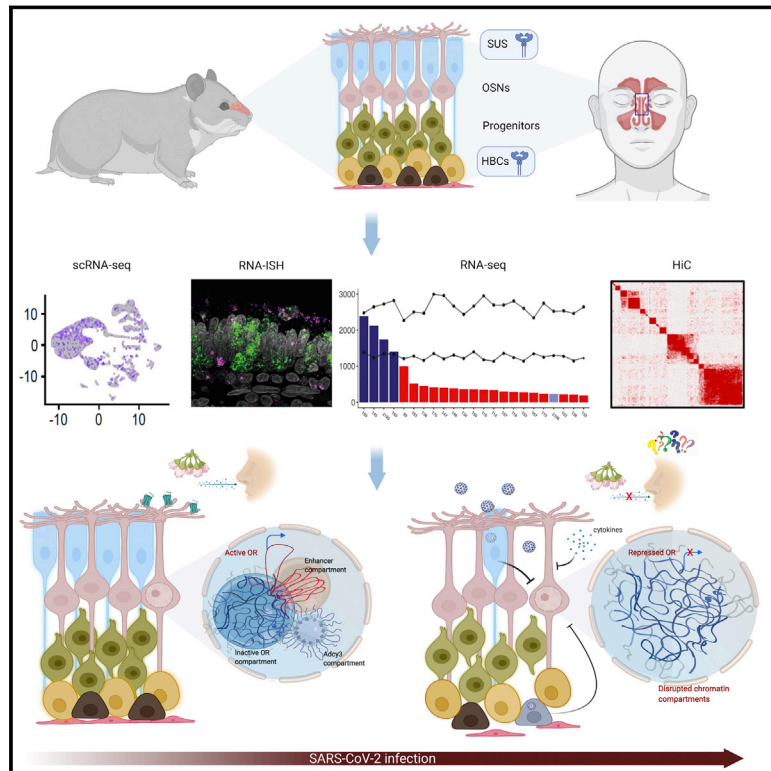 SUS
OSNs
Progenitors
HBCs
scRNA-seq
RNA-ISH
RNA-seq
HiC
10
0
-10
0
10
3000
2000
1000
0
cytokines
Active OR
Enhancer
compartment
Inactive OR
compartment
Adcy3
compartment
Repressed OR
X
Disrupted chromatin
compartments
SARS-CoV-2 infection